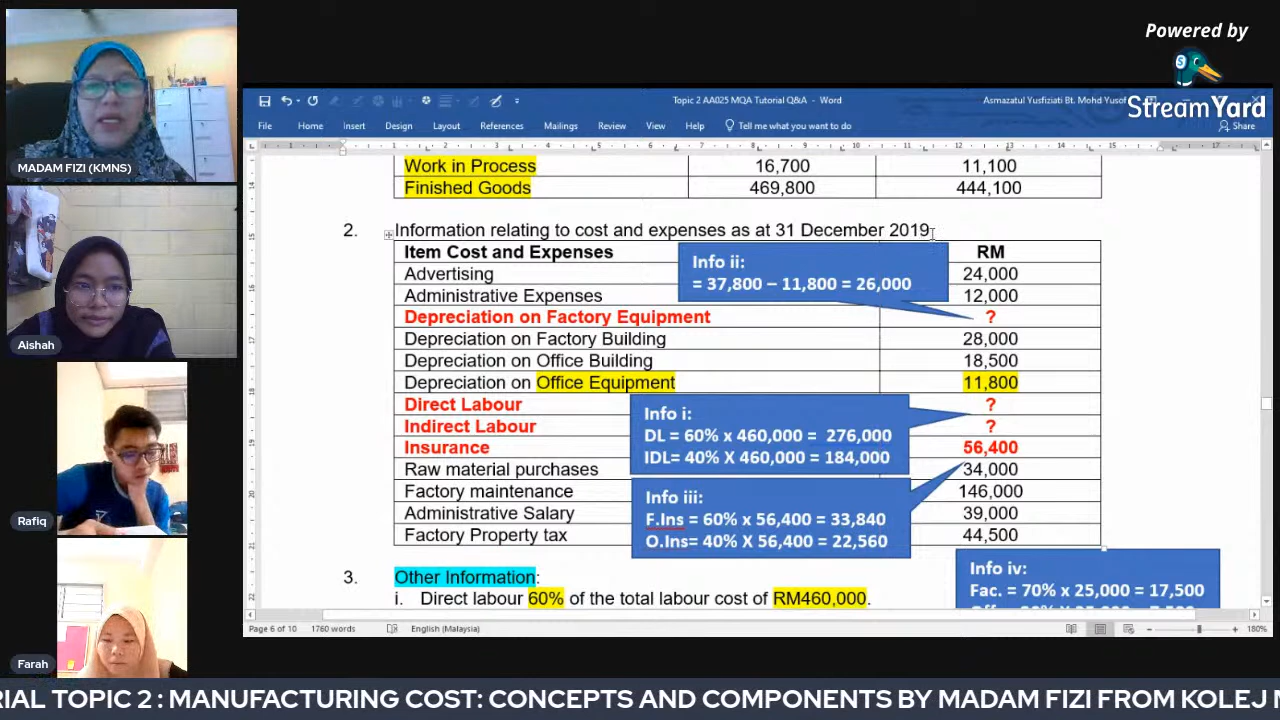 Powered by
StreamYard
MADAM FIZI (KMNS)
Aishah
Rafiq
Farah
Topic 2 AA025 MQA Tutorial Q&A - Word
Asmazatul Yusfiziati Bt. Mohd Yusof
File Home Insert Design Layout References Mailings Review View Help Tell me what you want to do Share
Work in Process 16,700 11,100
Finished Goods 469,800 444,100
2. Information relating to cost and expenses as at 31 December 2019
Item Cost and Expenses RM
Advertising 24,000
Administrative Expenses 12,000
Depreciation on Factory Equipment ?
Depreciation on Factory Building 28,000
Depreciation on Office Building 18,500
Depreciation on Office Equipment 11,800
Direct Labour ?
Indirect Labour ?
Insurance 56,400
Raw material purchases 34,000
Factory maintenance 146,000
Administrative Salary 39,000
Factory Property tax 44,500
Info ii:
= 37,800 – 11,800 = 26,000
Info i:
DL = 60% x 460,000 = 276,000
IDL= 40% X 460,000 = 184,000
Info iii:
F.Ins = 60% x 56,400 = 33,840
O.Ins= 40% X 56,400 = 22,560
Info iv:
Fac. = 70% x 25,000 = 17,500
3. Other Information:
i. Direct labour 60% of the total labour cost of RM460,000.
Page 6 of 10 1760 words English (Malaysia) 180%
RIAL TOPIC 2 : MANUFACTURING COST: CONCEPTS AND COMPONENTS BY MADAM FIZI FROM KOLEJ